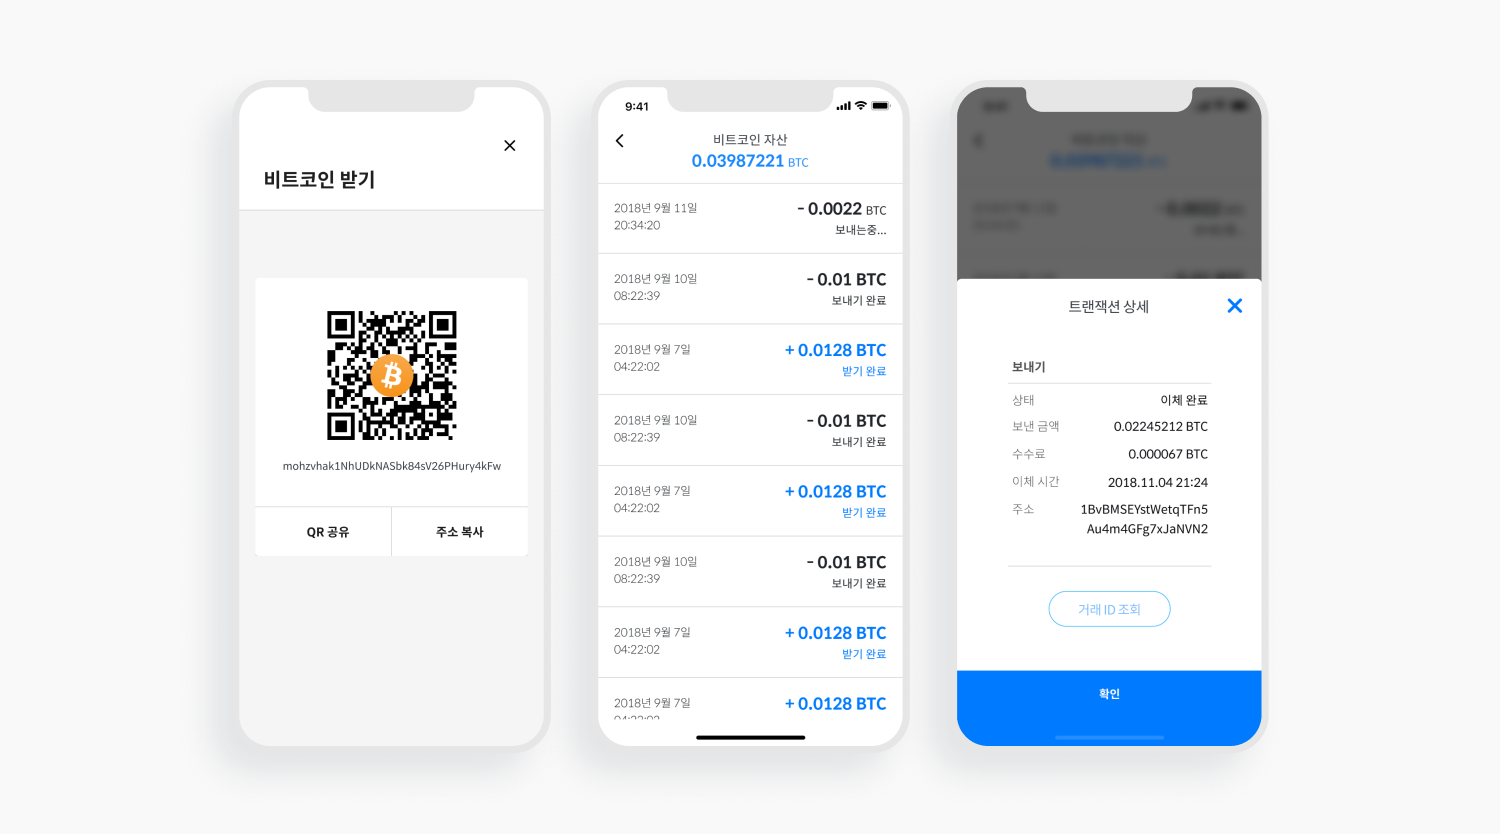 비트코인 받기
mohzvhak1NhUDkNASbk84sV26PHury4kFw
QR 공유
주소 복사
9:41
비트코인 자산
0.03987221 BTC
2018년 9월 11일
- 0.0022 BTC
20:34:20
보내는중...
2018년 9월 10일
- 0.01 BTC
08:22:39
보내기 완료
2018년 9월 7일
+ 0.0128 BTC
04:22:02
받기 완료
2018년 9월 10일
- 0.01 BTC
08:22:39
보내기 완료
2018년 9월 7일
+ 0.0128 BTC
04:22:02
받기 완료
2018년 9월 10일
- 0.01 BTC
08:22:39
보내기 완료
2018년 9월 7일
+ 0.0128 BTC
04:22:02
받기 완료
2018년 9월 7일
+ 0.0128 BTC
트랜잭션 상세
보내기
상태
이체 완료
보낸 금액
0.02245212 BTC
수수료
0.000067 BTC
이체 시간
2018.11.04 21:24
주소
1BvBMSEYstWetqTFn5
Au4m4GFg7xJaNVN2
거래 ID 조회
확인